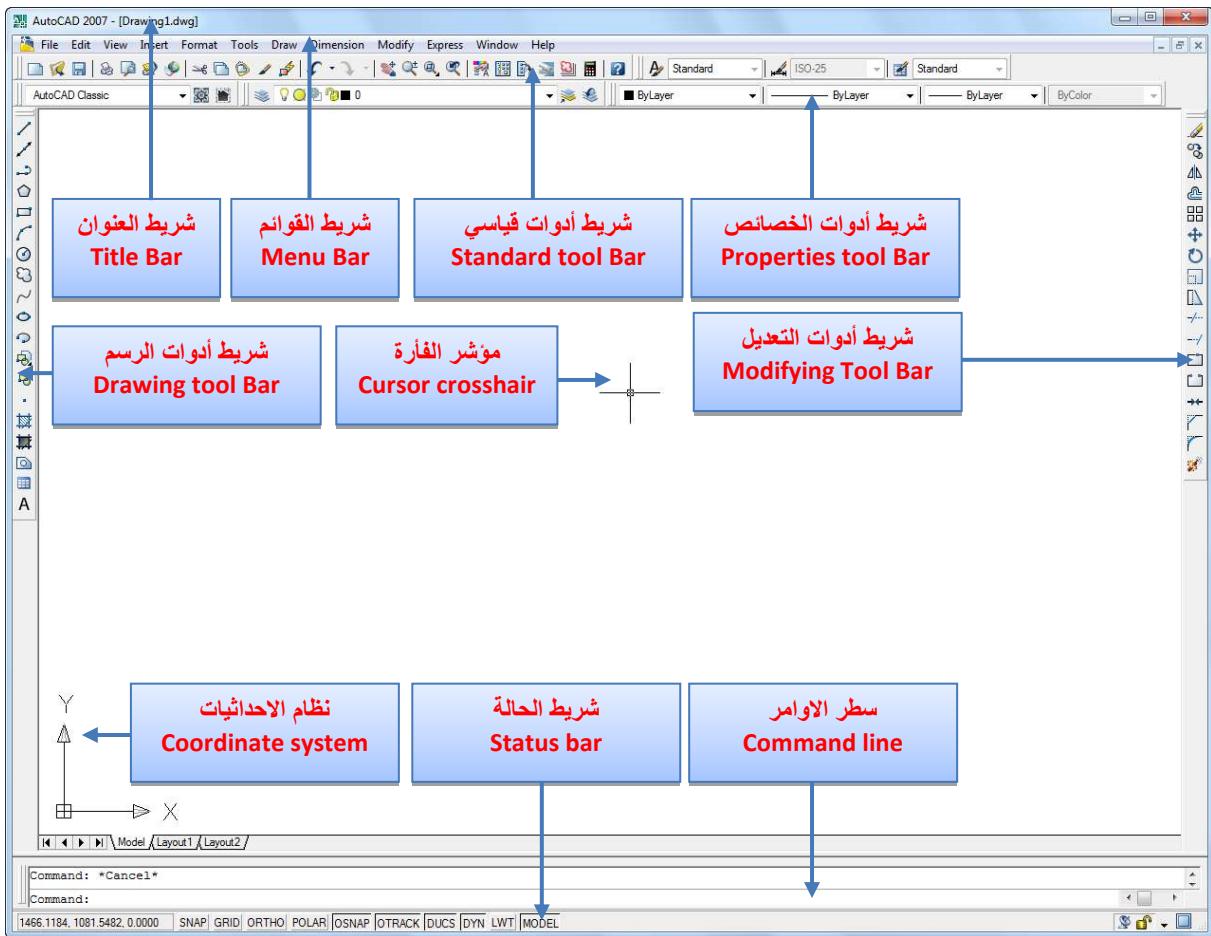 AutoCAD 2007 - [Drawing1.dwg]
File Edit View Insert Format Tools Draw Dimension Modify Express Window Help
Standard ISO-25 Standard
AutoCAD Classic 0 ByLayer ByLayer ByLayer ByColor
شريط العنوان
Title Bar
شريط القوائم
Menu Bar
شريط أدوات قياسي
Standard tool Bar
شريط أدوات الخصائص
Properties tool Bar
شريط أدوات الرسم
Drawing tool Bar
مؤشر الفأرة
Cursor crosshair
شريط أدوات التعديل
Modifying Tool Bar
A
نظام الاحداثيات
Coordinate system
شريط الحالة
Status bar
سطر الاوامر
Command line
Y
X
Model Layout1 Layout2
Command: *Cancel*
Command:
1466.1184, 1081.5482, 0.0000 SNAP GRID ORTHO POLAR OSNAP OTRACK DUCS DYN LWT MODEL